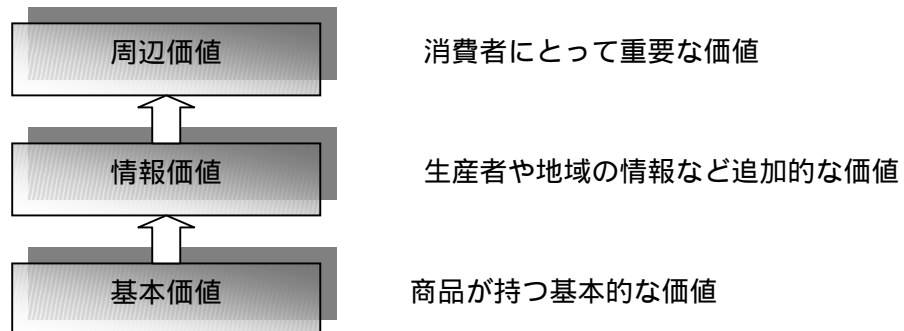 周辺価値 消費者にとって重要な価値
情報価値 生産者や地域の情報など追加的な価値
基本価値 商品が持つ基本的な価値